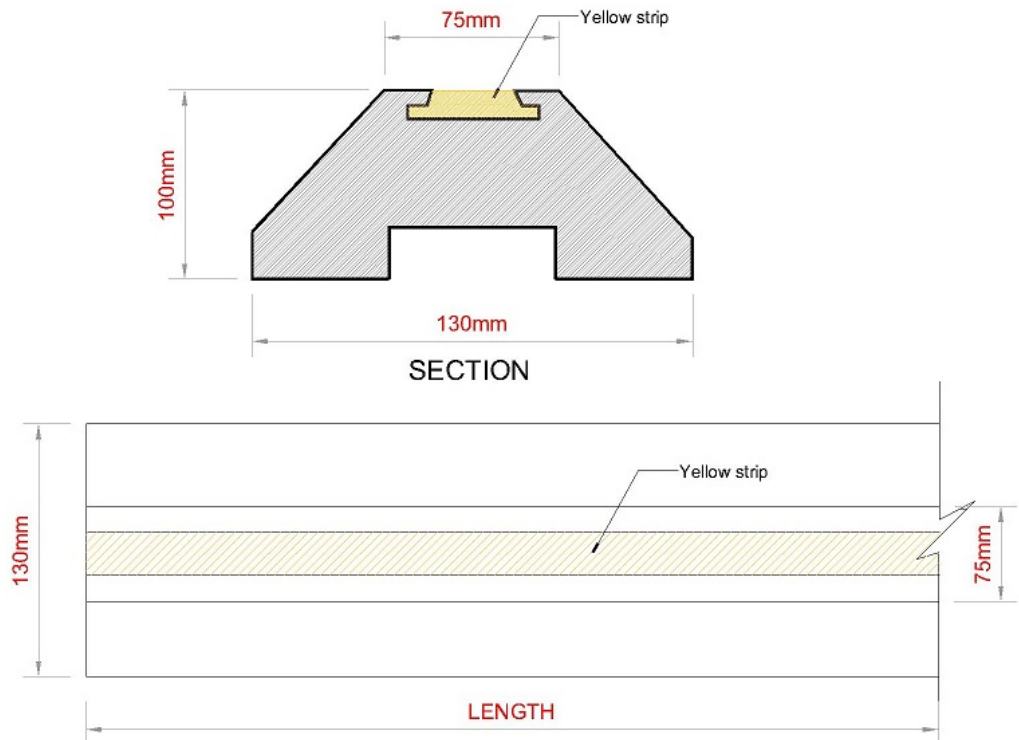 75mm
Yellow strip
100mm
130mm
SECTION
Yellow strip
130mm
75mm
LENGTH